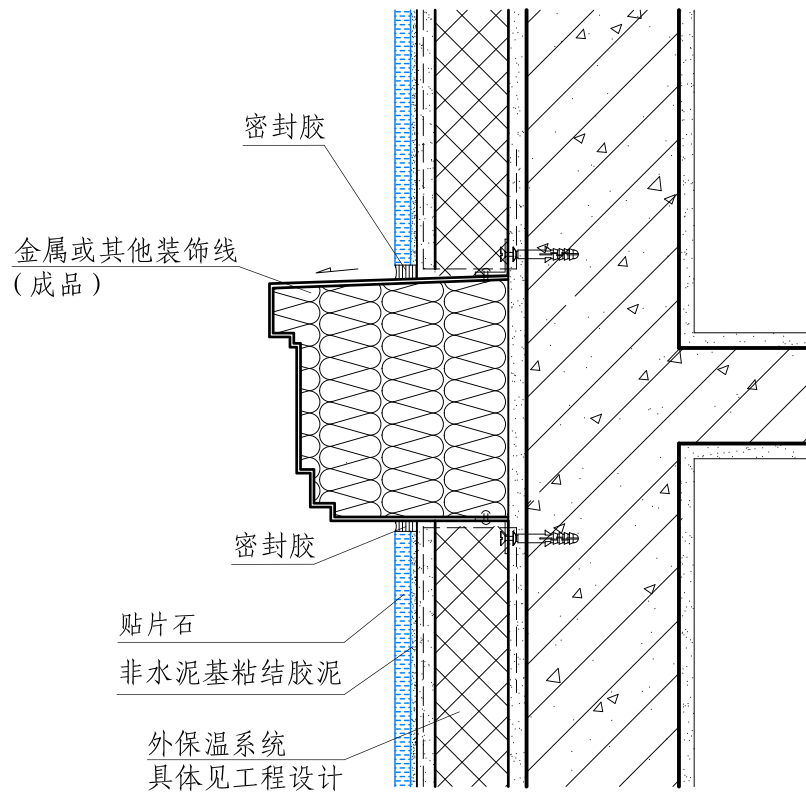 密封胶
金属或其他装饰线
(成品)
密封胶
贴片石
非水泥基粘结胶泥
外保温系统
具体见工程设计